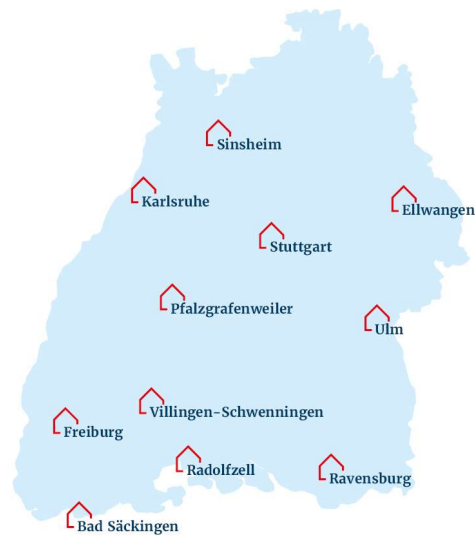 Sinsheim
Karlsruhe
Ellwangen
Stuttgart
Pfalzgrafenweiler
Ulm
Villingen-Schwenningen
Freiburg
Radolfzell
Ravensburg
Bad Säckingen